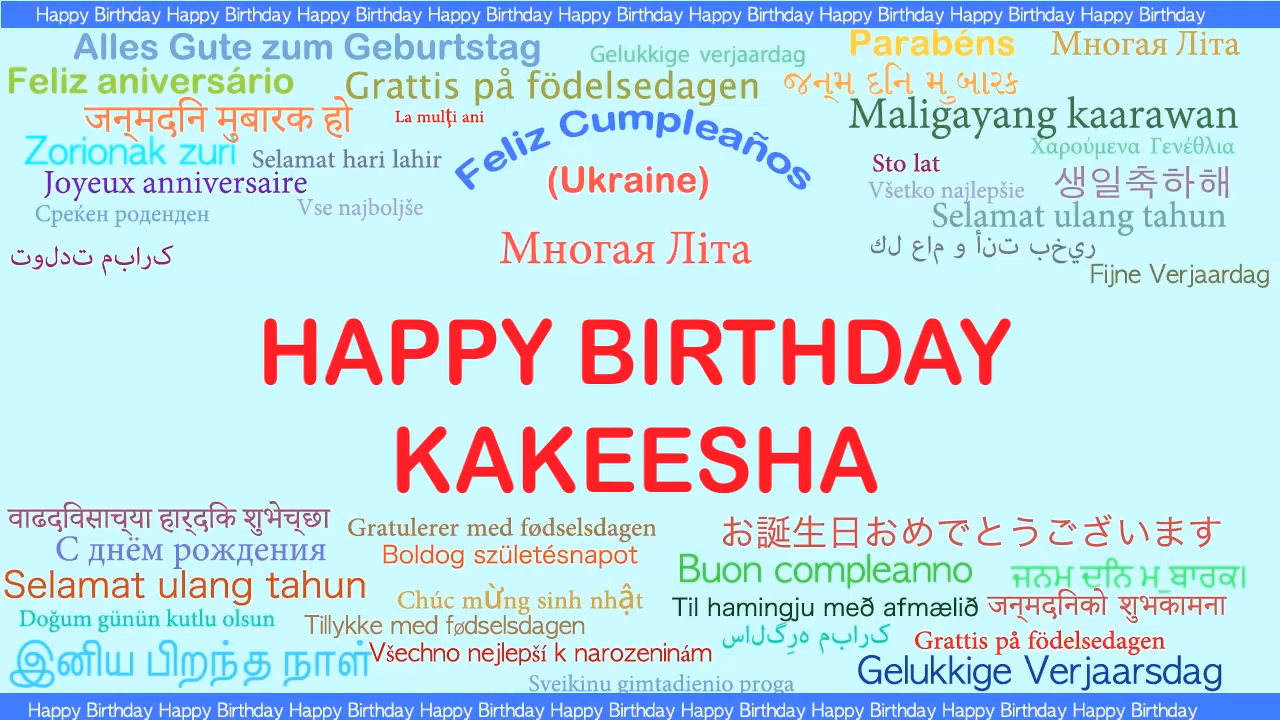 Happy Birthday Happy Birthday Happy Birthday Happy Birthday Happy Birthday Happy Birthday Happy Birthday Happy Birthday Happy Birthday
Alles Gute zum Geburtstag
Gelukkige verjaardag
Parabéns
Многая Літа
Feliz aniversário
Grattis på födelsedagen
જન્મ દિન મુબારક
जन्मदिन मुबारक हो
La mulţi ani
Feliz Cumpleaños
Maligayang kaarawan
Zorionak zuri
Selamat hari lahir
Χαρούμενα Γενέθλια
Sto lat
Joyeux anniversaire
(Ukraine)
Všetko najlepšie
생일축하해
Среќен роденден
Vse najboljše
Selamat ulang tahun
Многая Літа
كل عام و أنت بخير
Fijne Verjaardag
HAPPY BIRTHDAY
KAKEESHA
वाढदिवसाच्या हार्दिक शुभेच्छा
Gratulerer med fødselsdagen
お誕生日おめでとうございます
С днём рождения
Boldog születésnapot
Buon compleanno
ਜਨਮ ਦਿਨ ਮੁਬਾਰਕ।
Selamat ulang tahun
Chúc mừng sinh nhật
Til hamingju með afmælið
जन्मदिनको शुभकामना
Doğum günün kutlu olsun
Tillykke med fødselsdagen
سالگرہ مبارک
Grattis på födelsedagen
இனிய பிறந்த நாள்
Všechno nejlepší k narozeninám
Gelukkige Verjaarsdag
Sveikinu gimtadienio proga
Happy Birthday Happy Birthday Happy Birthday Happy Birthday Happy Birthday Happy Birthday Happy Birthday Happy Birthday Happy Birthday